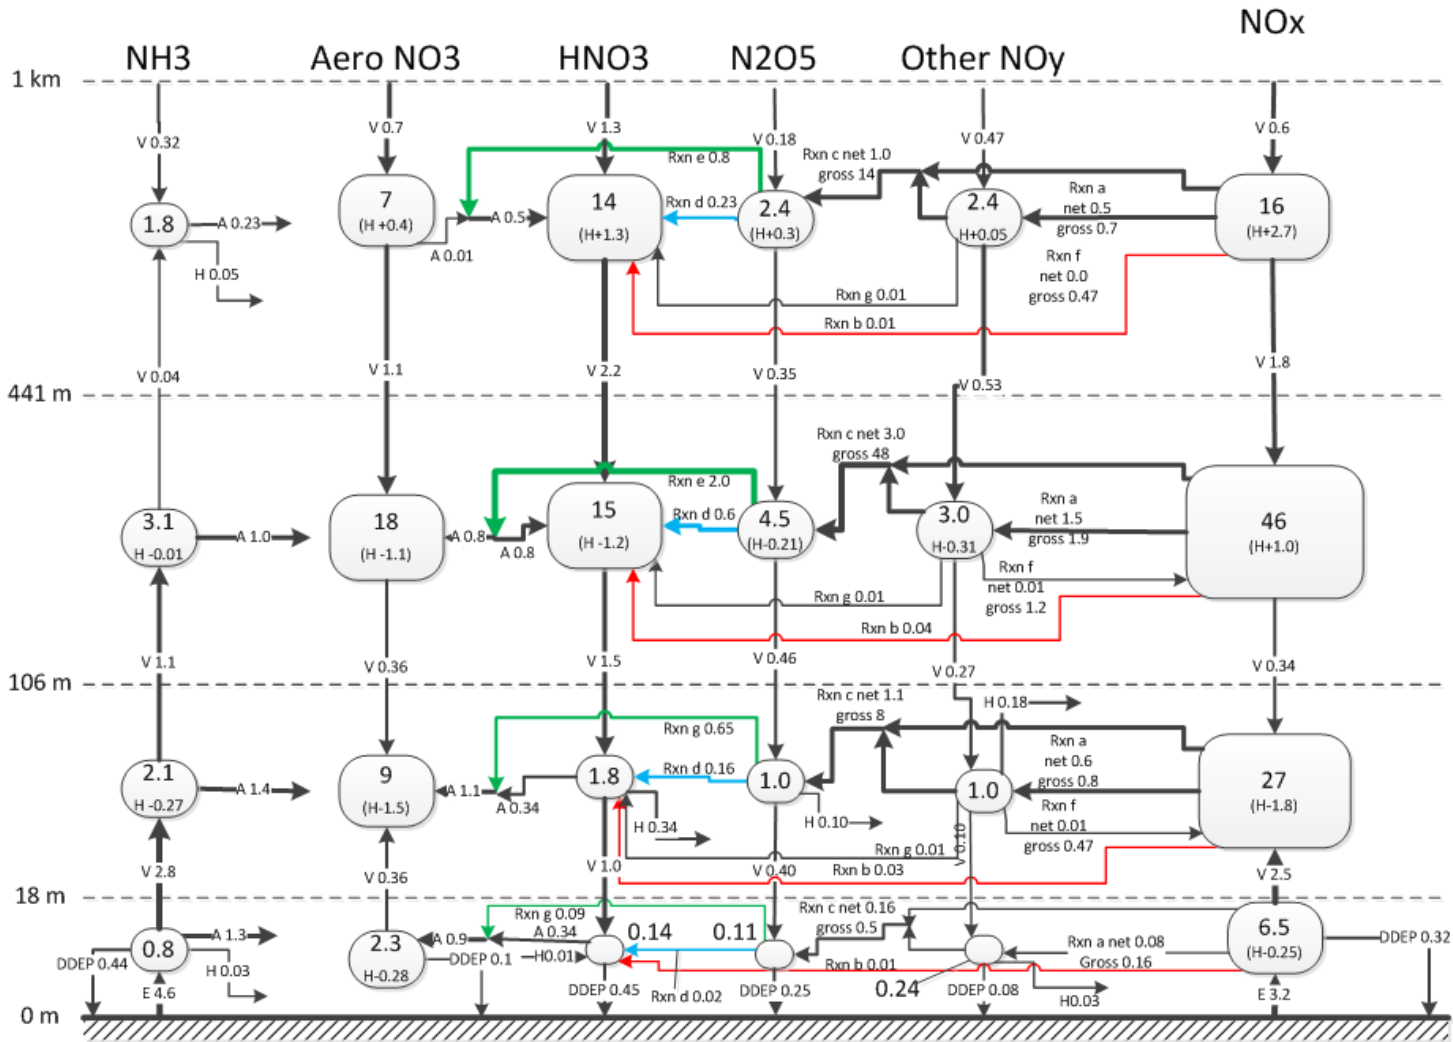 NOx
NH3
Aero NO3
HNO3
N2O5
Other NOy
1 km
V 0.32
V 0.7
V 1.3
V 0.18
V 0.47
V 0.6
Rxn e 0.8
Rxn c net 1.0
gross 14
1.8
A 0.23
H 0.05
7
(H +0.4)
A 0.5
A 0.01
14
(H+1.3)
Rxn d 0.23
2.4
(H+0.3)
2.4
H+0.05
Rxn a
net 0.5
gross 0.7
16
(H+2.7)
Rxn f
net 0.0
gross 0.47
Rxn g 0.01
Rxn b 0.01
V 0.04
V 1.1
V 2.2
V 0.35
V 0.53
V 1.8
441 m
Rxn c net 3.0
gross 48
Rxn e 2.0
3.1
H -0.01
A 1.0
18
(H -1.1)
A 0.8
A 0.8
15
(H -1.2)
Rxn d 0.6
4.5
(H-0.21)
3.0
H-0.31
Rxn a
net 1.5
gross 1.9
46
(H+1.0)
Rxn f
net 0.01
gross 1.2
Rxn g 0.01
Rxn b 0.04
V 1.1
V 0.36
V 1.5
V 0.46
V 0.27
V 0.34
106 m
Rxn c net 1.1
gross 8
H 0.18
Rxn g 0.65
2.1
H -0.27
A 1.4
9
(H-1.5)
A 1.1
A 0.34
1.8
H 0.34
Rxn d 0.16
1.0
H 0.10
1.0
Rxn a
net 0.6
gross 0.8
27
(H-1.8)
Rxn f
net 0.01
gross 0.47
Rxn g 0.01
Rxn b 0.03
V 2.8
V 0.36
V 1.0
V 0.40
V 0.10
V 2.5
18 m
Rxn g 0.09
A 0.34
Rxn c net 0.16
gross 0.5
0.8
A 1.3
DDEP 0.44
H 0.03
E 4.6
2.3
H-0.28
A 0.9
DDEP 0.1
H0.01
0.14
0.11
DDEP 0.45
Rxn d 0.02
DDEP 0.25
Rxn b 0.01
0.24
DDEP 0.08
H0.03
Rxn a net 0.08
Gross 0.16
6.5
(H-0.25)
DDEP 0.32
E 3.2
0 m